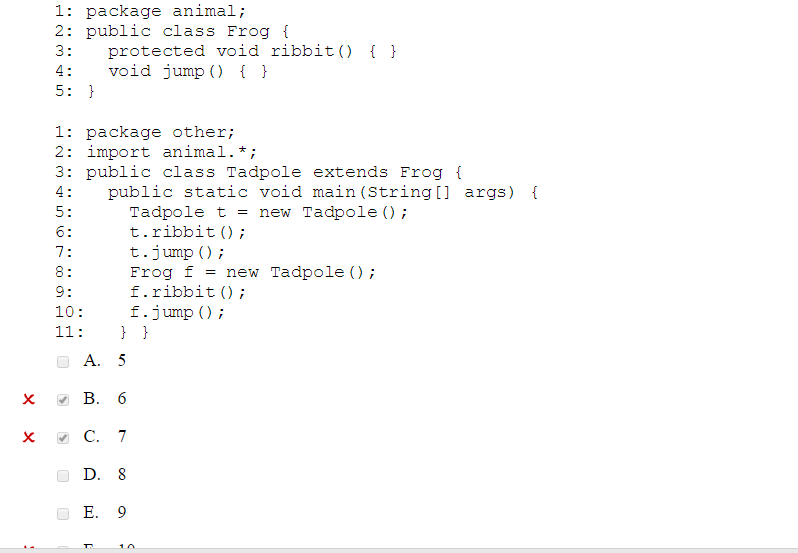 1: package animal;
2: public class Frog {
3:   protected void ribbit() { }
4:   void jump() { }
5: }
1: package other;
2: import animal.*;
3: public class Tadpole extends Frog {
4:   public static void main(String[] args) {
5:     Tadpole t = new Tadpole();
6:     t.ribbit();
7:     t.jump();
8:     Frog f = new Tadpole();
9:     f.ribbit();
10:    f.jump();
11:   } }
A. 5
B. 6
C. 7
D. 8
E. 9